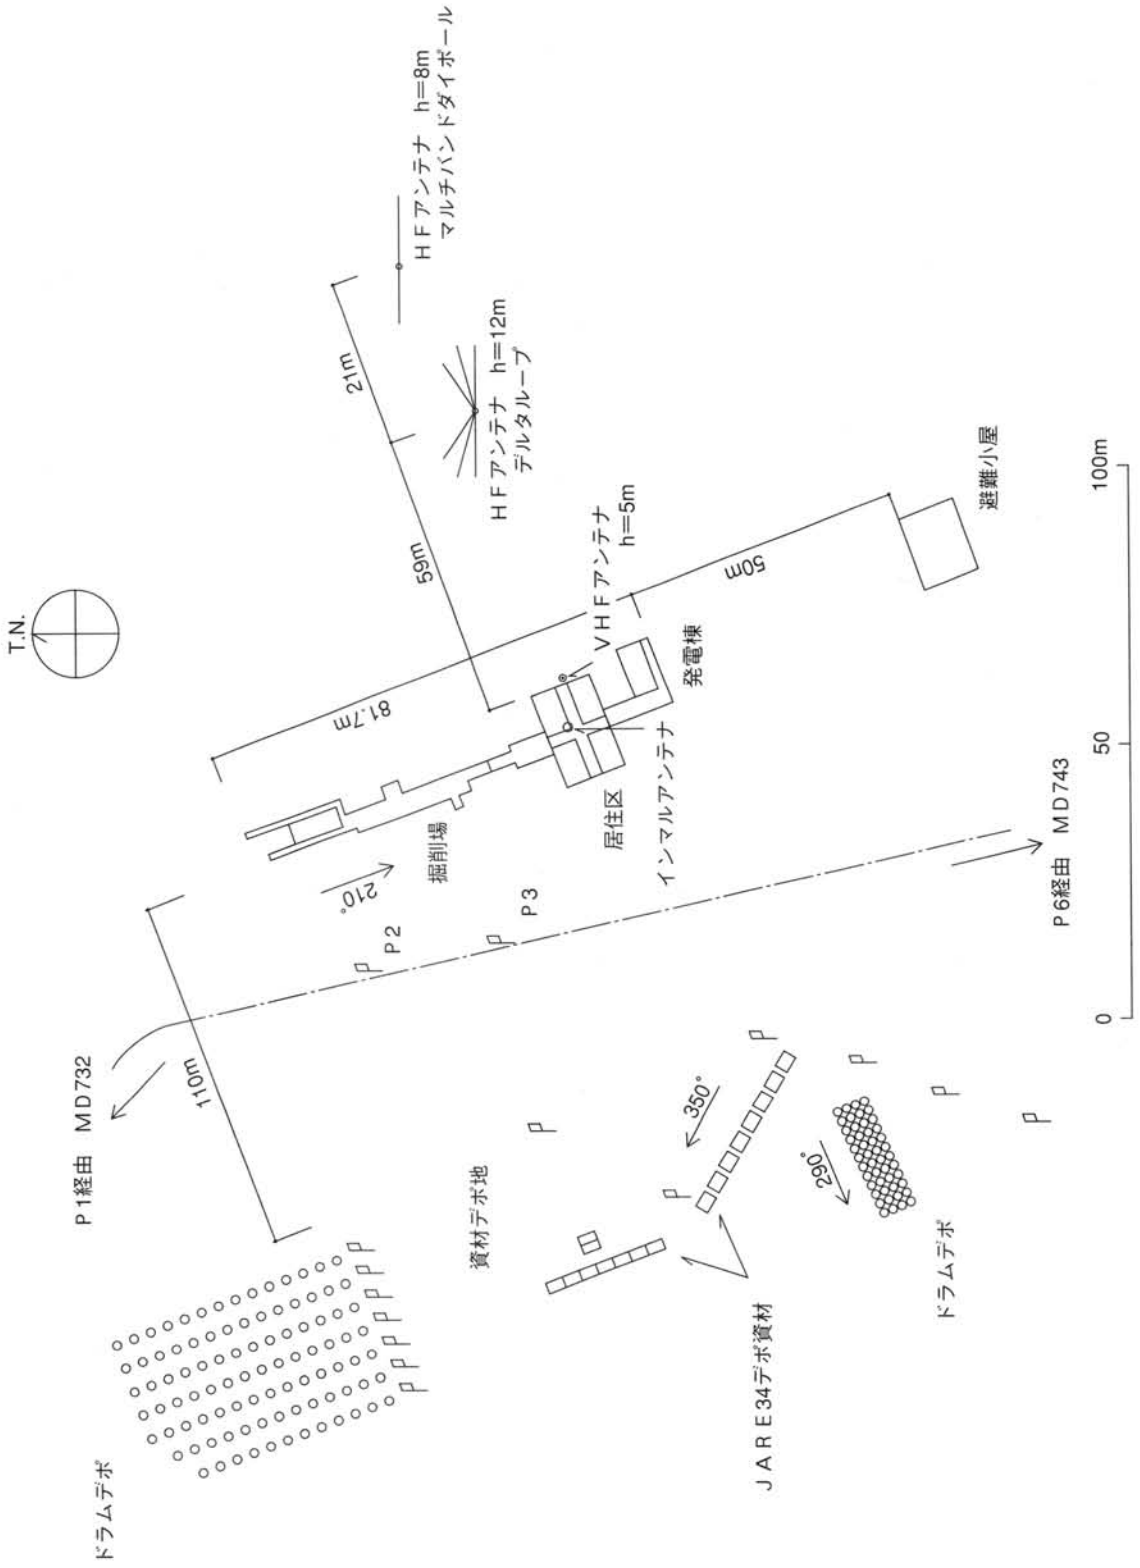 T.N.
HFアンテナ h=8m
マルチバンドダイポール
21m
HFアンテナ h=12m
デルタループ
59m
VHFアンテナ
h=5m
81.7m
50m
避難小屋
発電棟
居住区
インマルアンテナ
掘削場
210°
P2
P3
P6経由 MD743
P1経由 MD732
110m
資材デポ地
350°
290°
ドラムデポ
JARE34デポ資材
ドラムデポ
0
50
100m